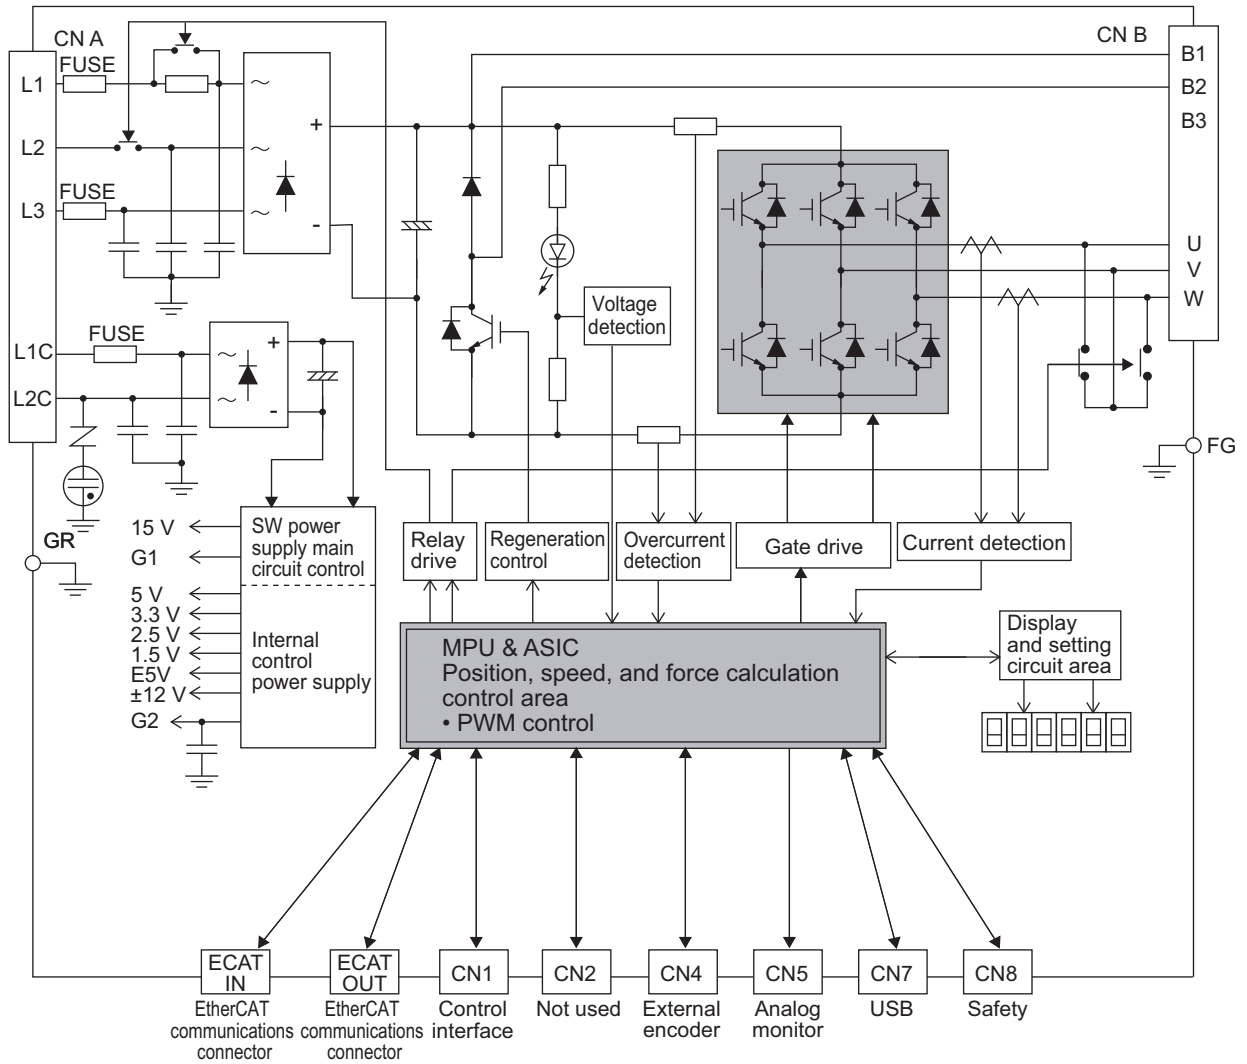 CN A
FUSE
L1
L2
FUSE
L3
~
~
~
+
-
CN B
B1
B2
B3
U
V
W
FUSE
L1C
L2C
~
~
+
-
Voltage
detection
FG
GR
15 V
G1
5 V
3.3 V
2.5 V
1.5 V
E5V
±12 V
G2
SW power
supply main
circuit control
Internal
control
power supply
Relay
drive
Regeneration
control
Overcurrent
detection
Gate drive
Current detection
MPU & ASIC
Position, speed, and force calculation
control area
• PWM control
Display
and setting
circuit area
ECAT
IN
EtherCAT
communications
connector
ECAT
OUT
EtherCAT
communications
connector
CN1
Control
interface
CN2
Not used
CN4
External
encoder
CN5
Analog
monitor
CN7
USB
CN8
Safety